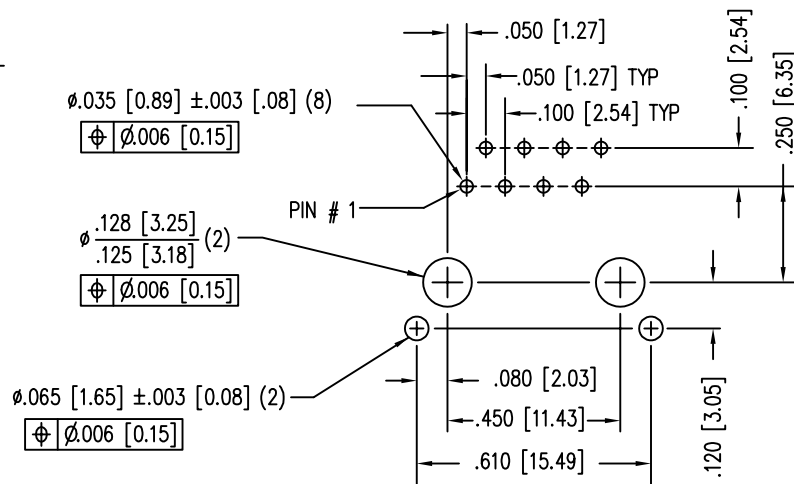 .050 [1.27]
.050 [1.27] TYP
.100 [2.54] TYP
.100 [2.54]
.250 [6.35]
ø.035 [0.89] ±.003 [.08] (8)
⌖ Ø.006 [0.15]
PIN # 1
ø .128 [3.25] (2)
.125 [3.18]
⌖ Ø.006 [0.15]
ø.065 [1.65] ±.003 [0.08] (2)
⌖ Ø.006 [0.15]
.080 [2.03]
.450 [11.43]
.610 [15.49]
.120 [3.05]